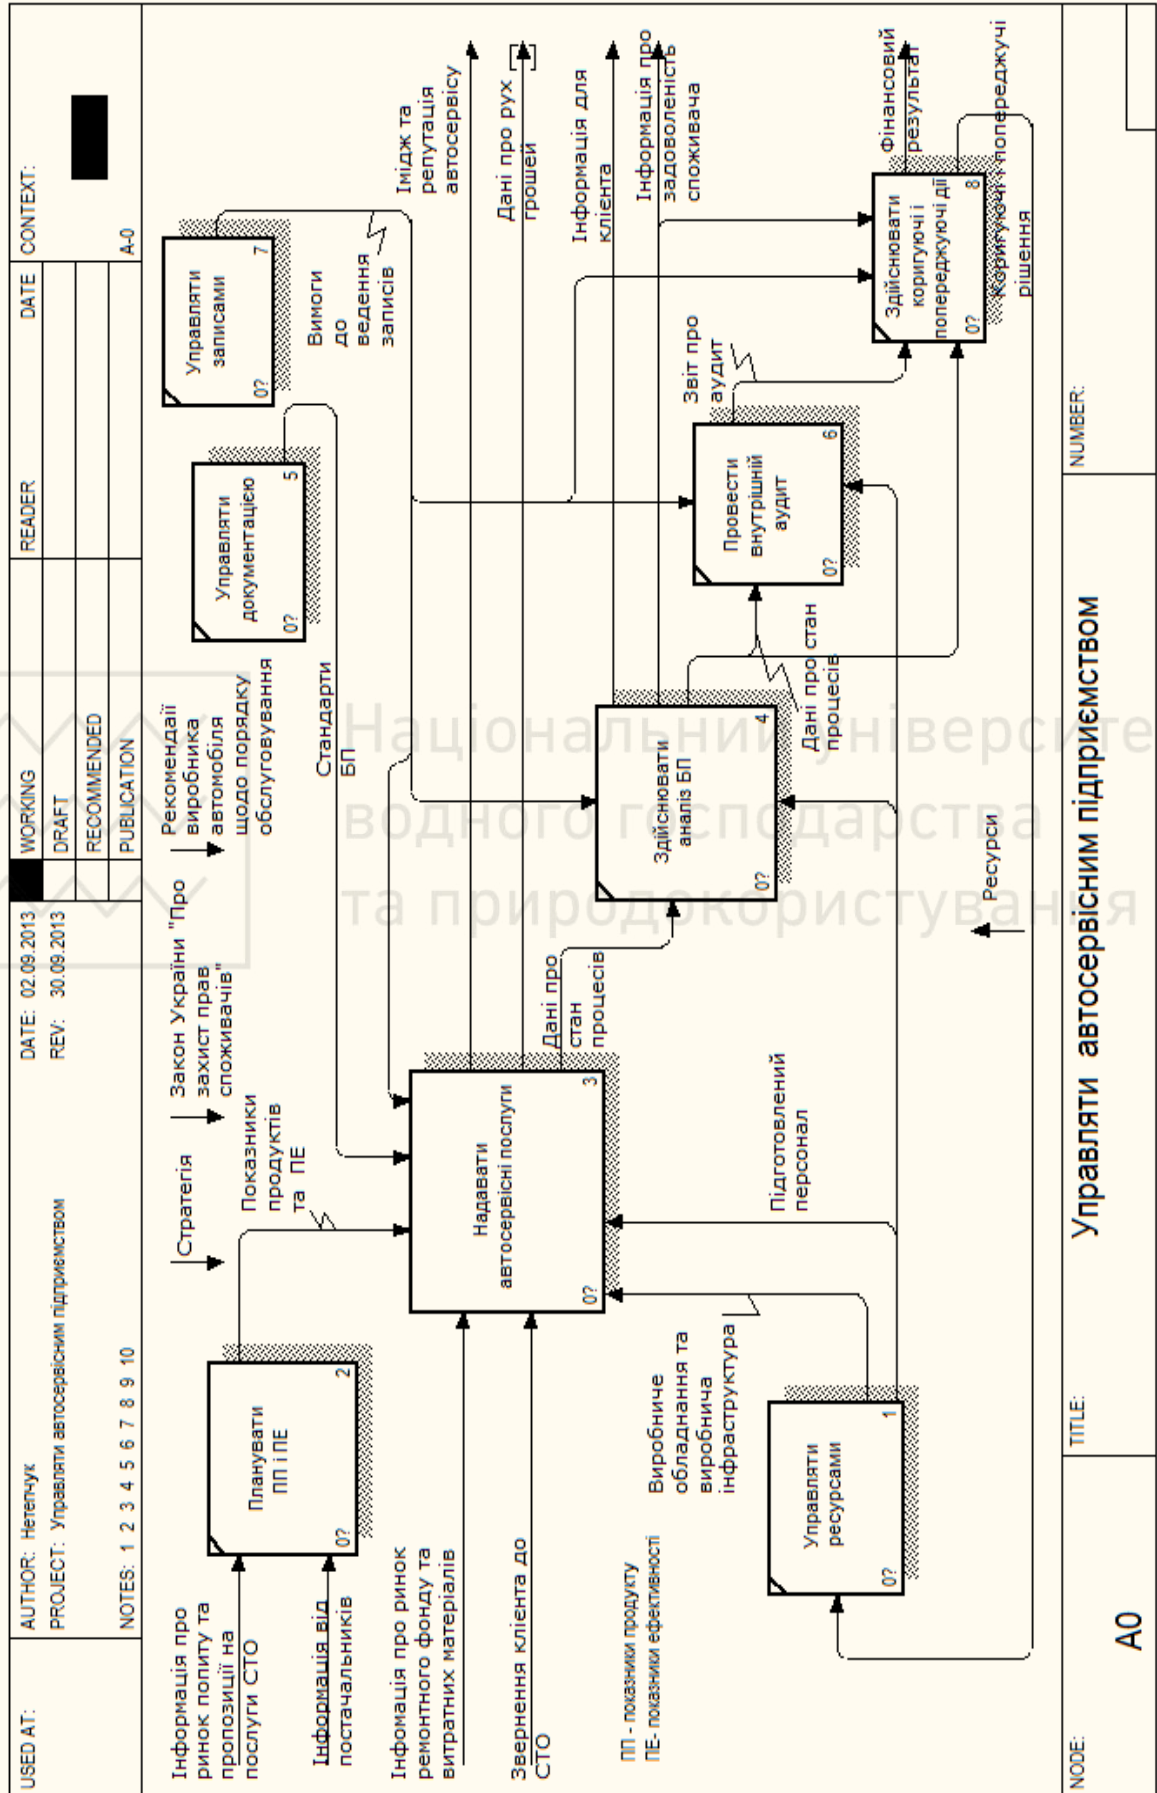 USED AT:
AUTHOR: Нетепчук
PROJECT: Управляти автосервісним підприємством
NOTES: 1 2 3 4 5 6 7 8 9 10
DATE: 02.09.2013
REV: 30.09.2013
WORKING
DRAFT
RECOMMENDED
PUBLICATION
READER
DATE
CONTEXT:
A-0
Інформація про
ринок попиту та
пропозиції на
послуги СТО
Інформація від
постачальників
Інфомація про ринок
ремонтного фонду та
витратних матеріалів
Звернення клієнта до
СТО
ПП - показники продукту
ПЕ- показники ефективності
Стратегія
Закон України "Про
захист прав
споживачів"
Рекомендаії
виробника
автомобіля
щодо порядку
обслуговування
Планувати
ПП і ПЕ
0?
2
Показники
продуктів
та ПЕ
Управляти
документацією
0?
5
Стандарти
БП
Управляти
записами
0?
7
Вимоги
до
ведення
записів
Надавати
автосервісні послуги
0?
3
Дані про
стан
процесів
Здійснювати
аналіз БП
0?
4
Дані про стан
процесів
Провести
внутрішній
аудит
0?
6
Звіт про
аудит
Здійснювати
коригуючі і
попереджуючі дії
0?
8
Імідж та
репутація
автосервісу
Дані про рух
грошей
Інформація для
клієнта
Інформація про
задоволеність
споживача
Фінансовий
результат
Коригуючі і попереджуючі
рішення
Виробниче
обладнання та
виробнича
інфраструктура
Підготовлений
персонал
Управляти
ресурсами
0?
1
Ресурси
Національний університе
водного господарства
та природокористування
NODE:
A0
TITLE:
Управляти автосервісним підприємством
NUMBER: